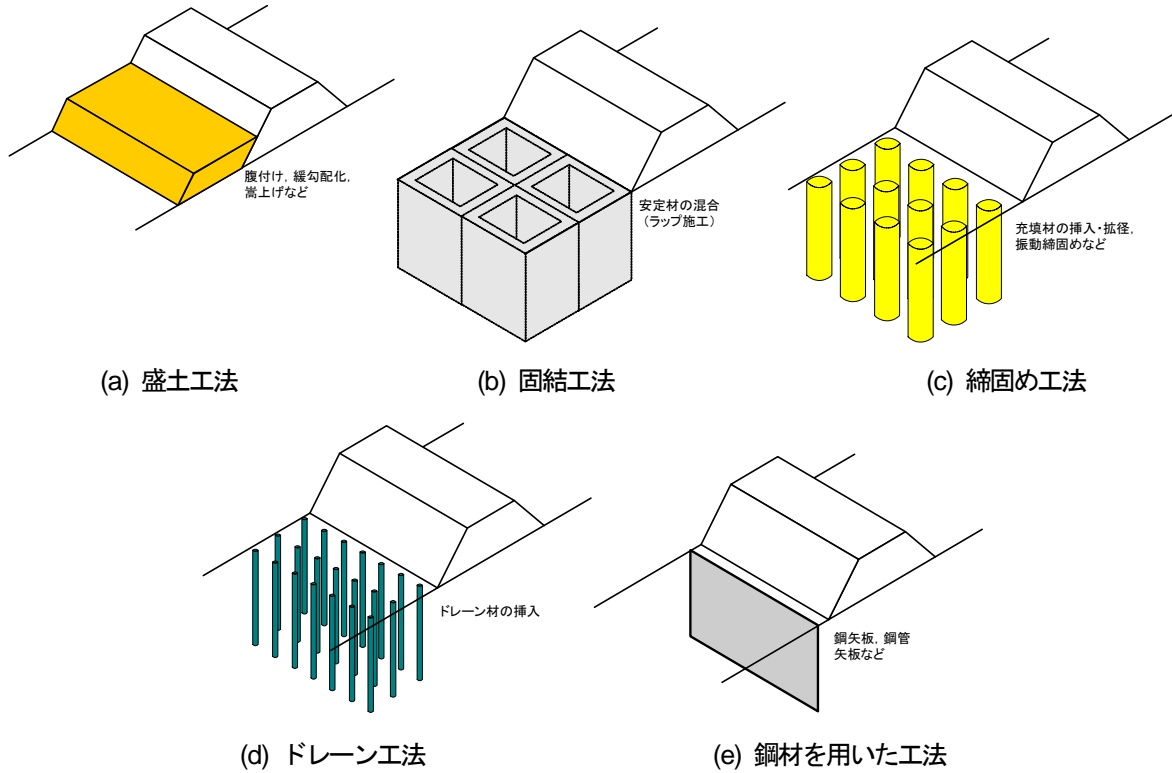 腹付け，緩勾配化，
嵩上げなど
(a) 盛土工法
安定材の混合
（ラップ施工）
(b) 固結工法
充填材の挿入・拡径，
振動締固めなど
(c) 締固め工法
ドレーン材の挿入
(d) ドレーン工法
鋼矢板，鋼管
矢板など
(e) 鋼材を用いた工法